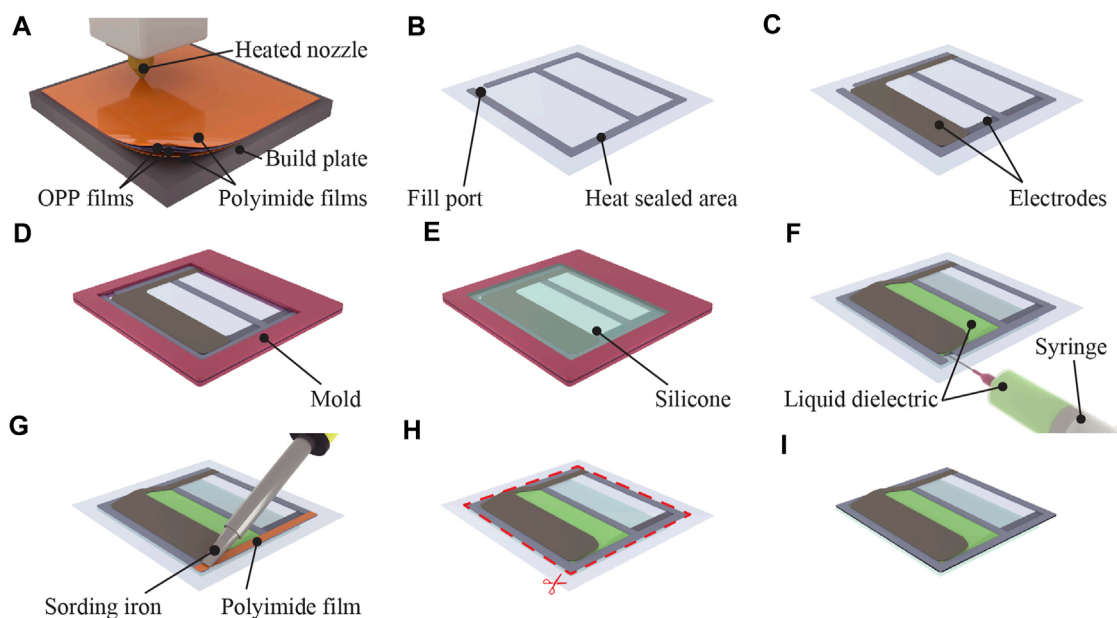 A
Heated nozzle
Build plate
OPP films
Polyimide films
B
Fill port
Heat sealed area
C
Electrodes
D
Mold
E
Silicone
F
Syringe
Liquid dielectric
G
Sording iron
Polyimide film
H
I